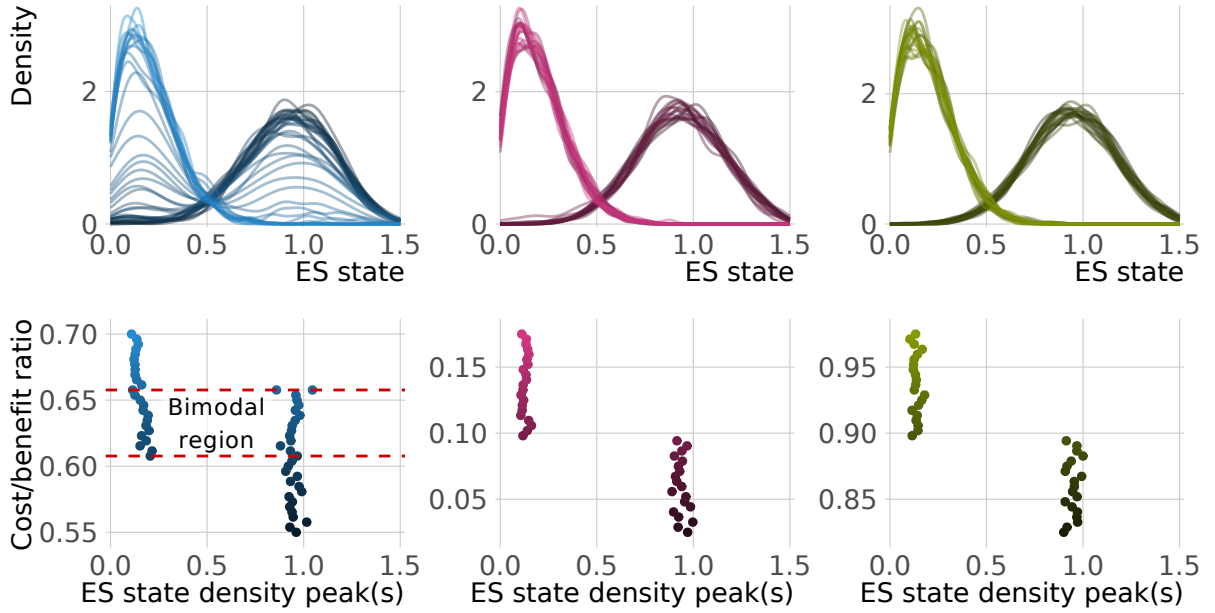 Density
2
0
0.0 0.5 1.0 1.5
ES state
2
0
0.0 0.5 1.0 1.5
ES state
2
0
0.0 0.5 1.0 1.5
ES state
Cost/benefit ratio
0.70
0.65
0.60
0.55
Bimodal
region
0.0 0.5 1.0 1.5
ES state density peak(s)
0.15
0.10
0.05
0.0 0.5 1.0 1.5
ES state density peak(s)
0.95
0.90
0.85
0.0 0.5 1.0 1.5
ES state density peak(s)